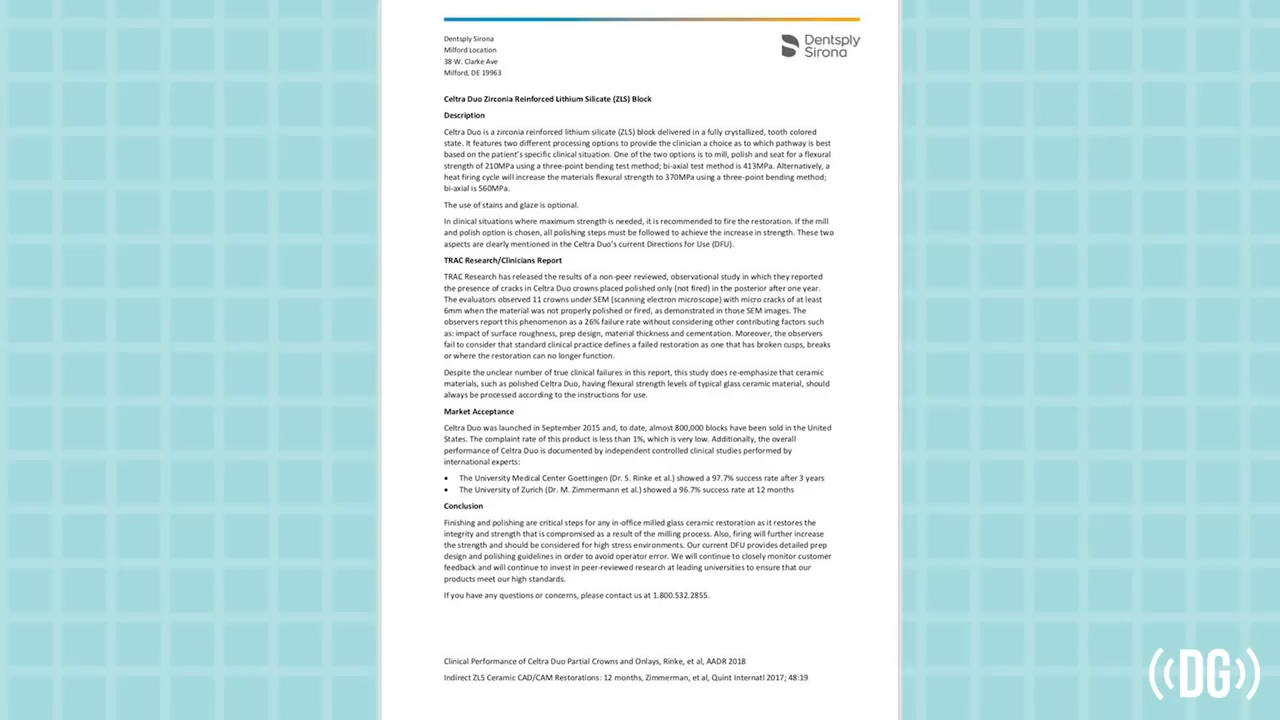 Dentsply Sirona
Milford Location
38 W. Clarke Ave
Milford, DE 19963
Dentsply
Sirona
Celtra Duo Zirconia Reinforced Lithium Silicate (ZLS) Block
Description
Celtra Duo is a zirconia reinforced lithium silicate (ZLS) block delivered in a fully crystallized, tooth colored
state. It features two different processing options to provide the clinician a choice as to which pathway is best
based on the patient's specific clinical situation. One of the two options is to mill, polish and seat for a flexural
strength of 210MPa using a three-point bending test method; bi-axial test method is 413MPa. Alternatively, a
heat firing cycle will increase the materials flexural strength to 370MPa using a three-point bending method;
bi-axial is 560MPa.
The use of stains and glaze is optional.
In clinical situations where maximum strength is needed, it is recommended to fire the restoration. If the mill
and polish option is chosen, all polishing steps must be followed to achieve the increase in strength. These two
aspects are clearly mentioned in the Celtra Duo's current Directions for Use (DFU).
TRAC Research/Clinicians Report
TRAC Research has released the results of a non-peer reviewed, observational study in which they reported
the presence of cracks in Celtra Duo crowns placed polished only (not fired) in the posterior after one year.
The evaluators observed 11 crowns under SEM (scanning electron microscope) with micro cracks of at least
6mm when the material was not properly polished or fired, as demonstrated in those SEM images. The
observers report this phenomenon as a 26% failure rate without considering other contributing factors such
as: impact of surface roughness, prep design, material thickness and cementation. Moreover, the observers
fail to consider that standard clinical practice defines a failed restoration as one that has broken cusps, breaks
or where the restoration can no longer function.
Despite the unclear number of true clinical failures in this report, this study does re-emphasize that ceramic
materials, such as polished Celtra Duo, having flexural strength levels of typical glass ceramic material, should
always be processed according to the instructions for use.
Market Acceptance
Celtra Duo was launched in September 2015 and, to date, almost 800,000 blocks have been sold in the United
States. The complaint rate of this product is less than 1%, which is very low. Additionally, the overall
performance of Celtra Duo is documented by independent controlled clinical studies performed by
international experts:
• The University Medical Center Goettingen (Dr. S. Rinke et al.) showed a 97.7% success rate after 3 years
• The University of Zurich (Dr. M. Zimmermann et al.) showed a 96.7% success rate at 12 months
Conclusion
Finishing and polishing are critical steps for any in-office milled glass ceramic restoration as it restores the
integrity and strength that is compromised as a result of the milling process. Also, firing will further increase
the strength and should be considered for high stress environments. Our current DFU provides detailed prep
design and polishing guidelines in order to avoid operator error. We will continue to closely monitor customer
feedback and will continue to invest in peer-reviewed research at leading universities to ensure that our
products meet our high standards.
If you have any questions or concerns, please contact us at 1.800.532.2855.
Clinical Performance of Celtra Duo Partial Crowns and Onlays, Rinke, et al, AADR 2018
Indirect ZLS Ceramic CAD/CAM Restorations: 12 months, Zimmerman, et al, Quint Internatl 2017; 48:19
DG